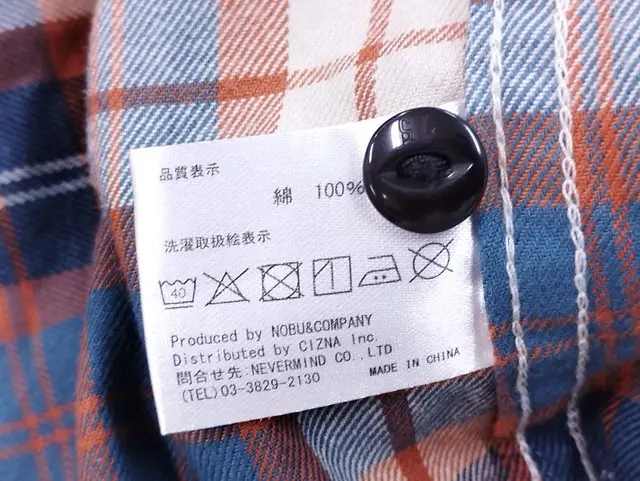 品質表示
綿 100%
洗濯取扱絵表示
40
Produced by NOBU&COMPANY
Distributed by CIZNA Inc.
問合せ先:NEVERMIND CO.,LTD
(TEL)03-3829-2130 MADE IN CHINA